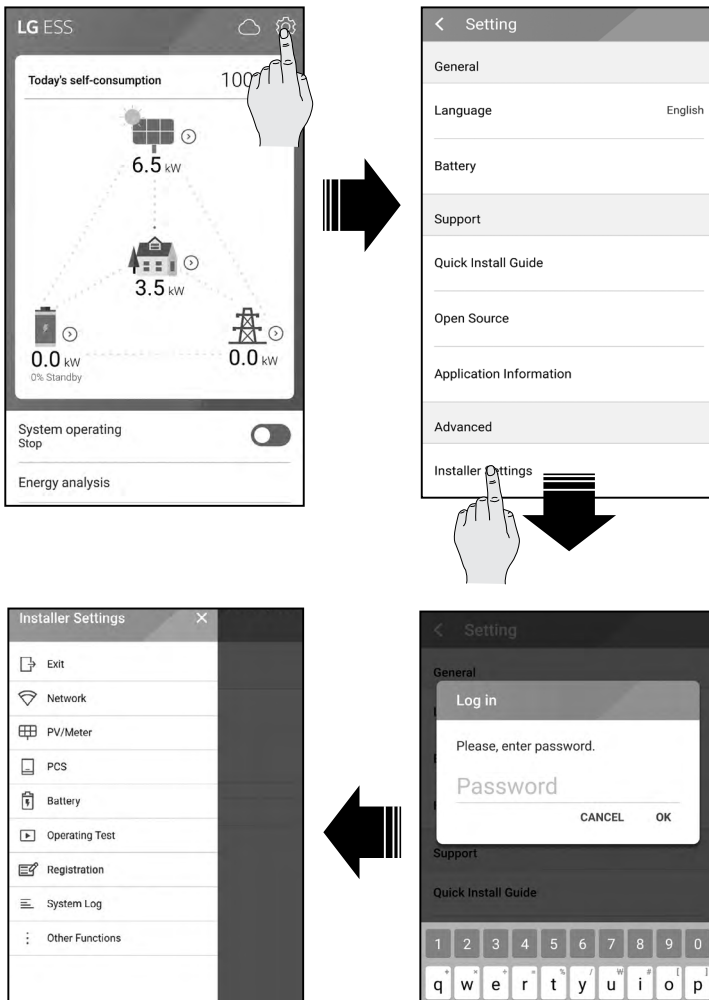 LG ESS
Today's self-consumption 100
6.5 kW
3.5 kW
0.0 kW
0% Standby
0.0 kW
System operating
Stop
Energy analysis
Setting
General
Language English
Battery
Support
Quick Install Guide
Open Source
Application Information
Advanced
Installer Settings
Installer Settings
Exit
Network
PV/Meter
PCS
Battery
Operating Test
Registration
System Log
Other Functions
Setting
General
Log in
Please, enter password.
Password
CANCEL OK
Support
Quick Install Guide
1 2 3 4 5 6 7 8 9 0
q w e r t y u i o p